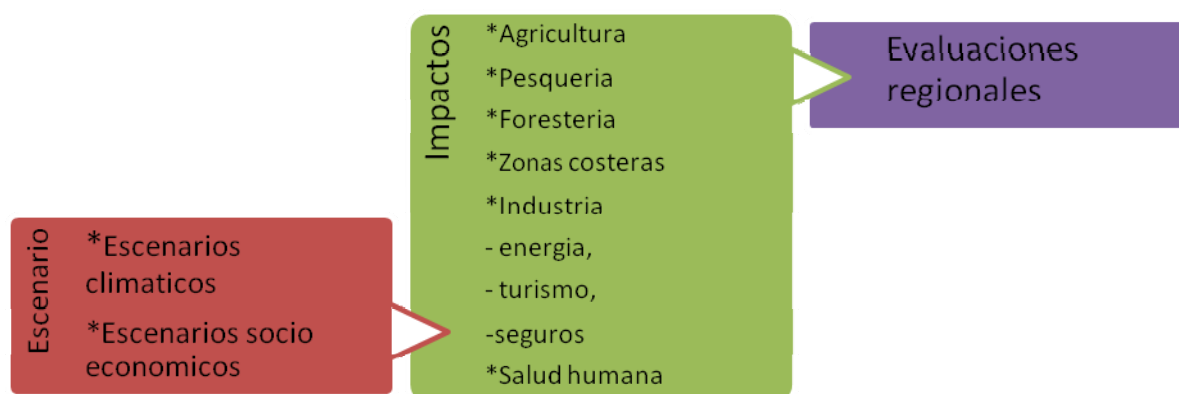 Escenario
*Escenarios
climaticos
*Escenarios socio
economicos
Impactos
*Agricultura
*Pesqueria
*Foresteria
*Zonas costeras
*Industria
- energia,
- turismo,
-seguros
*Salud humana
Evaluaciones
regionales